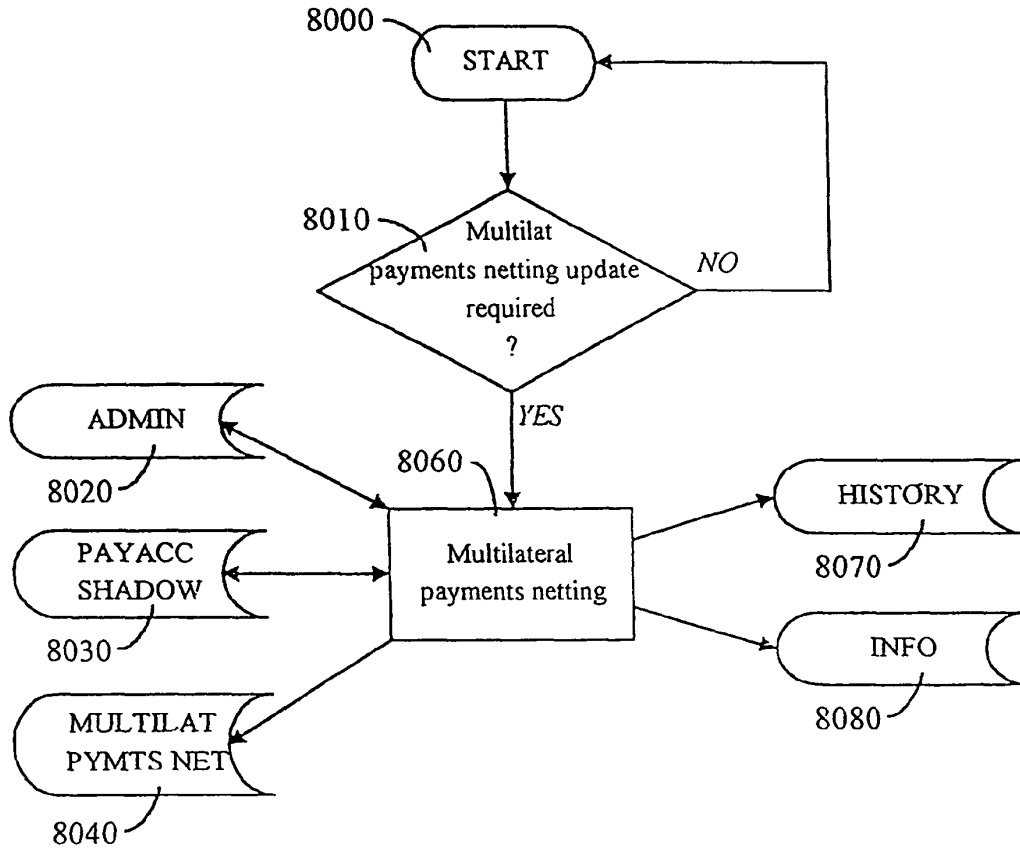 8000
START
8010
Multilat
payments netting update
required
?
NO
YES
ADMIN
8020
8060
HISTORY
8070
PAYACC
SHADOW
8030
Multilateral
payments netting
INFO
8080
MULTILAT
PYMTS NET
8040